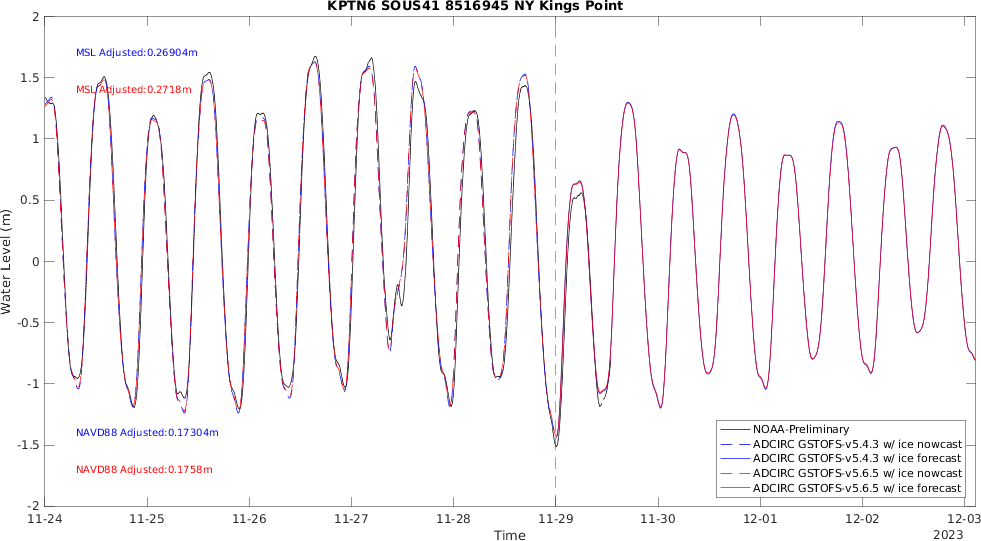 KPTN6 SOUS41 8516945 NY Kings Point
2
1.5
1
0.5
0
-0.5
-1
-1.5
-2
Water Level (m)
MSL Adjusted:0.26904m
MSL Adjusted:0.2718m
NAVD88 Adjusted:0.17304m
NAVD88 Adjusted:0.1758m
NOAA-Preliminary
ADCIRC GSTOFS-v5.4.3 w/ ice nowcast
ADCIRC GSTOFS-v5.4.3 w/ ice forecast
ADCIRC GSTOFS-v5.6.5 w/ ice nowcast
ADCIRC GSTOFS-v5.6.5 w/ ice forecast
11-24 11-25 11-26 11-27 11-28 11-29 11-30 12-01 12-02 12-03
Time
2023